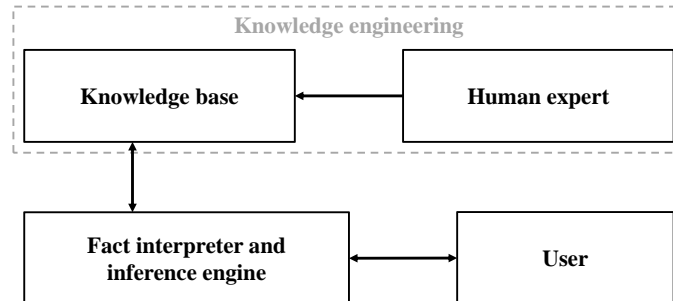 Knowledge engineering
Knowledge base
Human expert
Fact interpreter and
inference engine
User